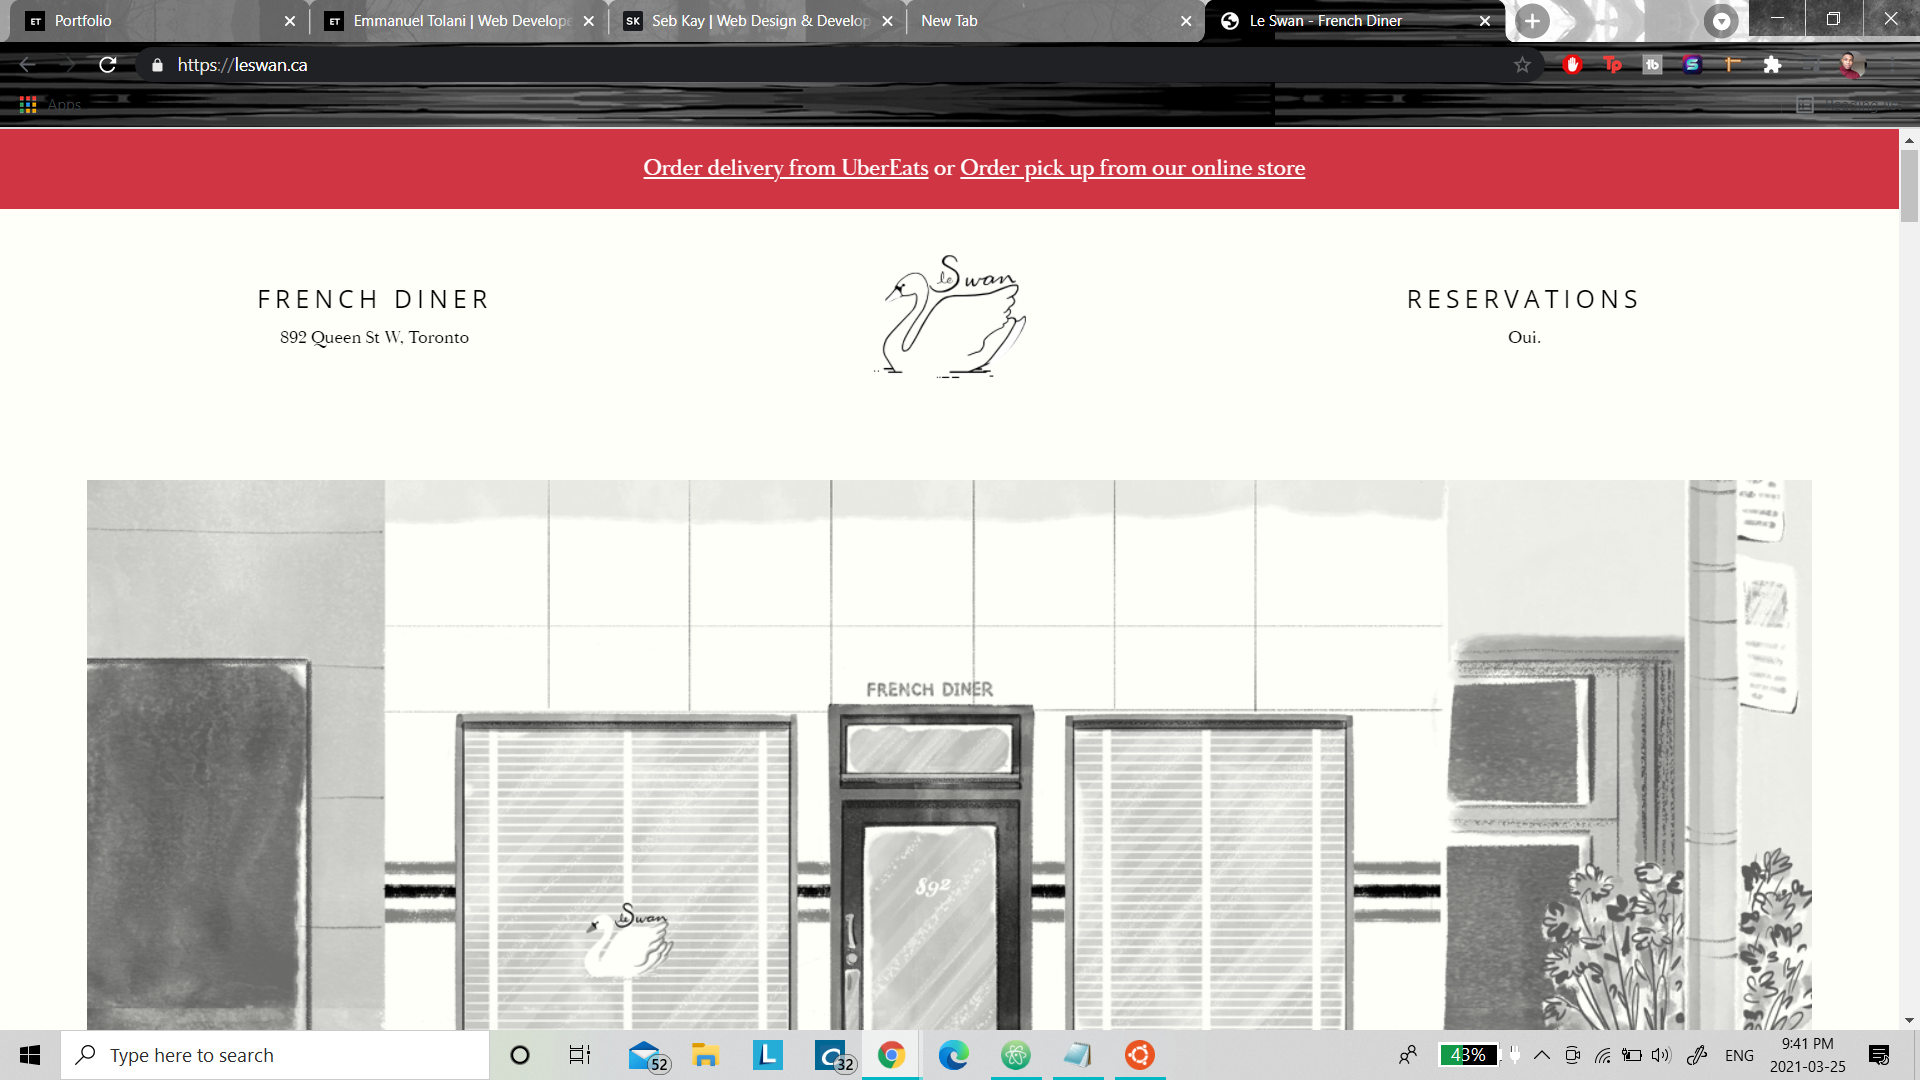 Portfolio
Emmanuel Tolani | Web Develope
Seb Kay | Web Design & Develop
New Tab
Le Swan - French Diner
https://leswan.ca
Apps
Order delivery from UberEats or Order pick up from our online store
le Swan
FRENCH DINER
892 Queen St W, Toronto
RESERVATIONS
Oui.
FRENCH DINER
892
le Swan
Type here to search
52
32
43%
ENG
9:41 PM
2021-03-25